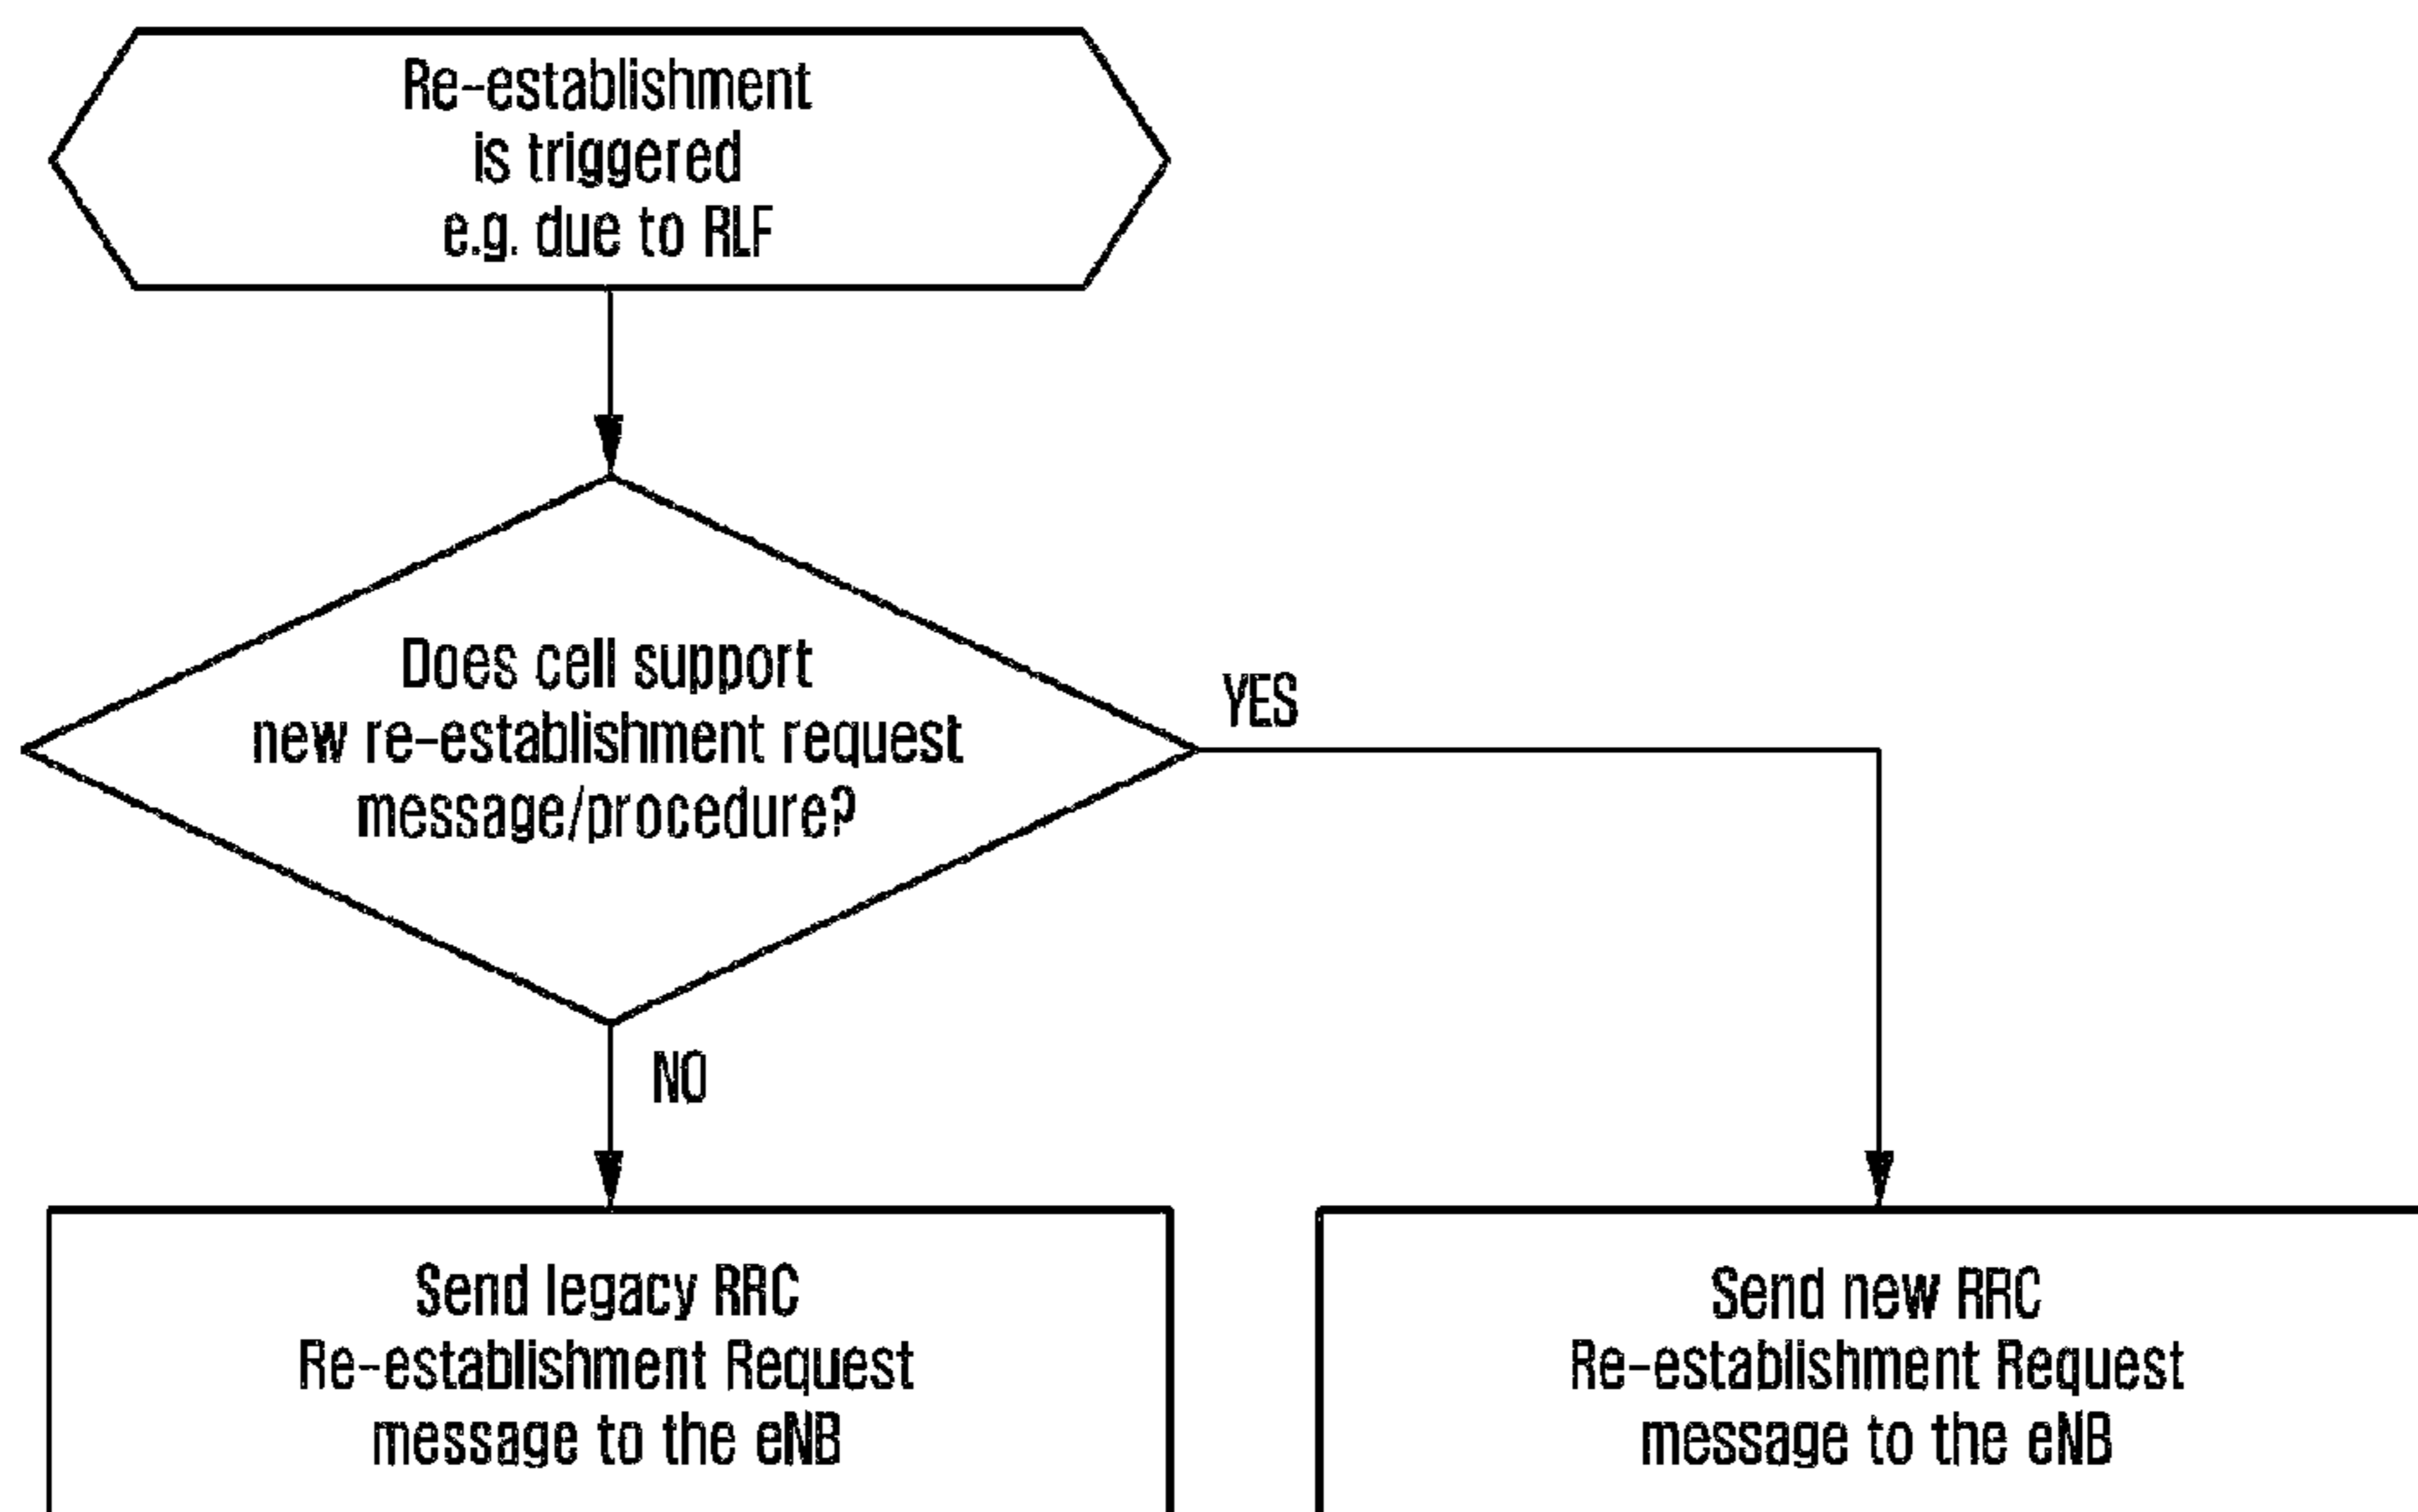 Re-establishment
is triggered
e.g. due to RLF
Does cell support
new re-establishment request
message/procedure?
YES
NO
Send legacy RRC
Re-establishment Request
message to the eNB
Send new RRC
Re-establishment Request
message to the eNB